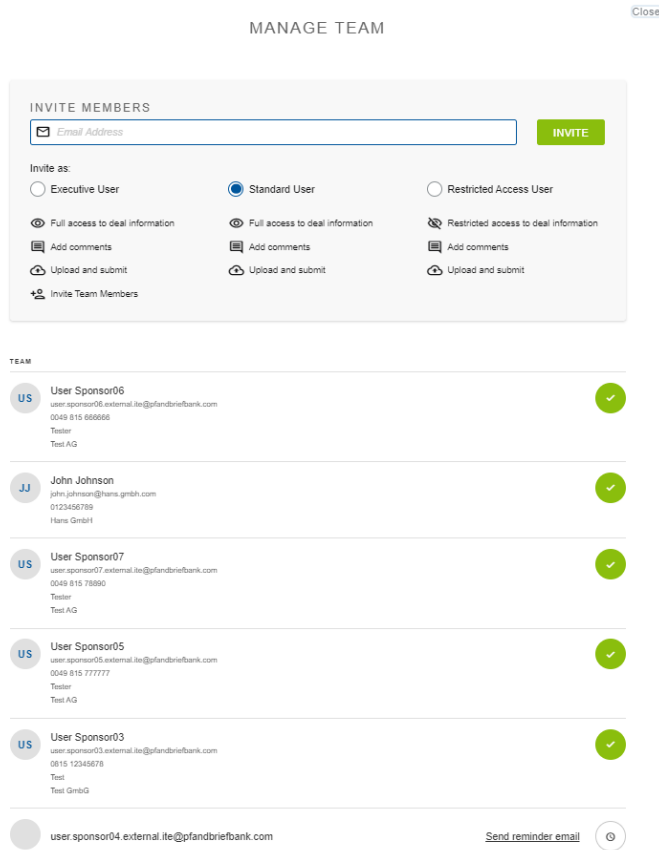 Close
MANAGE TEAM
INVITE MEMBERS
Email Address
INVITE
Invite as:
Executive User
Standard User
Restricted Access User
Full access to deal information
Full access to deal information
Restricted access to deal information
Add comments
Add comments
Add comments
Upload and submit
Upload and submit
Upload and submit
Invite Team Members
TEAM
US
User Sponsor06
user.sponsor06.external.ite@pfandbriefbank.com
0049 815 666666
Tester
Test AG
JJ
John Johnson
john.johnson@hans.gmbh.com
0123456789
Hans GmbH
US
User Sponsor07
user.sponsor07.external.ite@pfandbriefbank.com
0049 815 78890
Tester
Test AG
US
User Sponsor05
user.sponsor05.external.ite@pfandbriefbank.com
0049 815 777777
Tester
Test AG
US
User Sponsor03
user.sponsor03.external.ite@pfandbriefbank.com
0815 12345678
Test
Test GmbG
user.sponsor04.external.ite@pfandbriefbank.com
Send reminder email